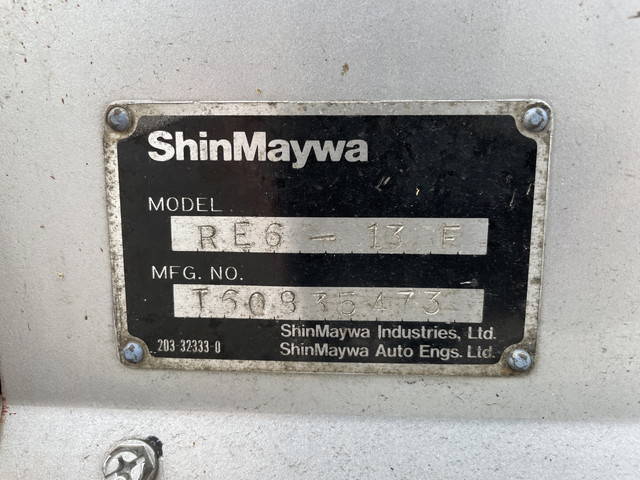 ShinMaywa
MODEL
RE6-13 F
MFG. NO.
T60835473
ShinMaywa Industries, Ltd.
203-32333-0
ShinMaywa Auto Engs. Ltd.